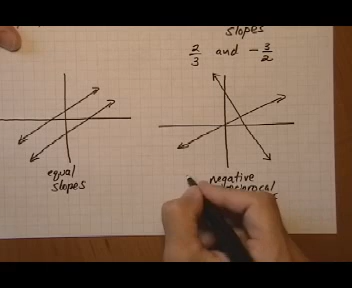 slopes
2/3 and -3/2
equal
slopes
negative